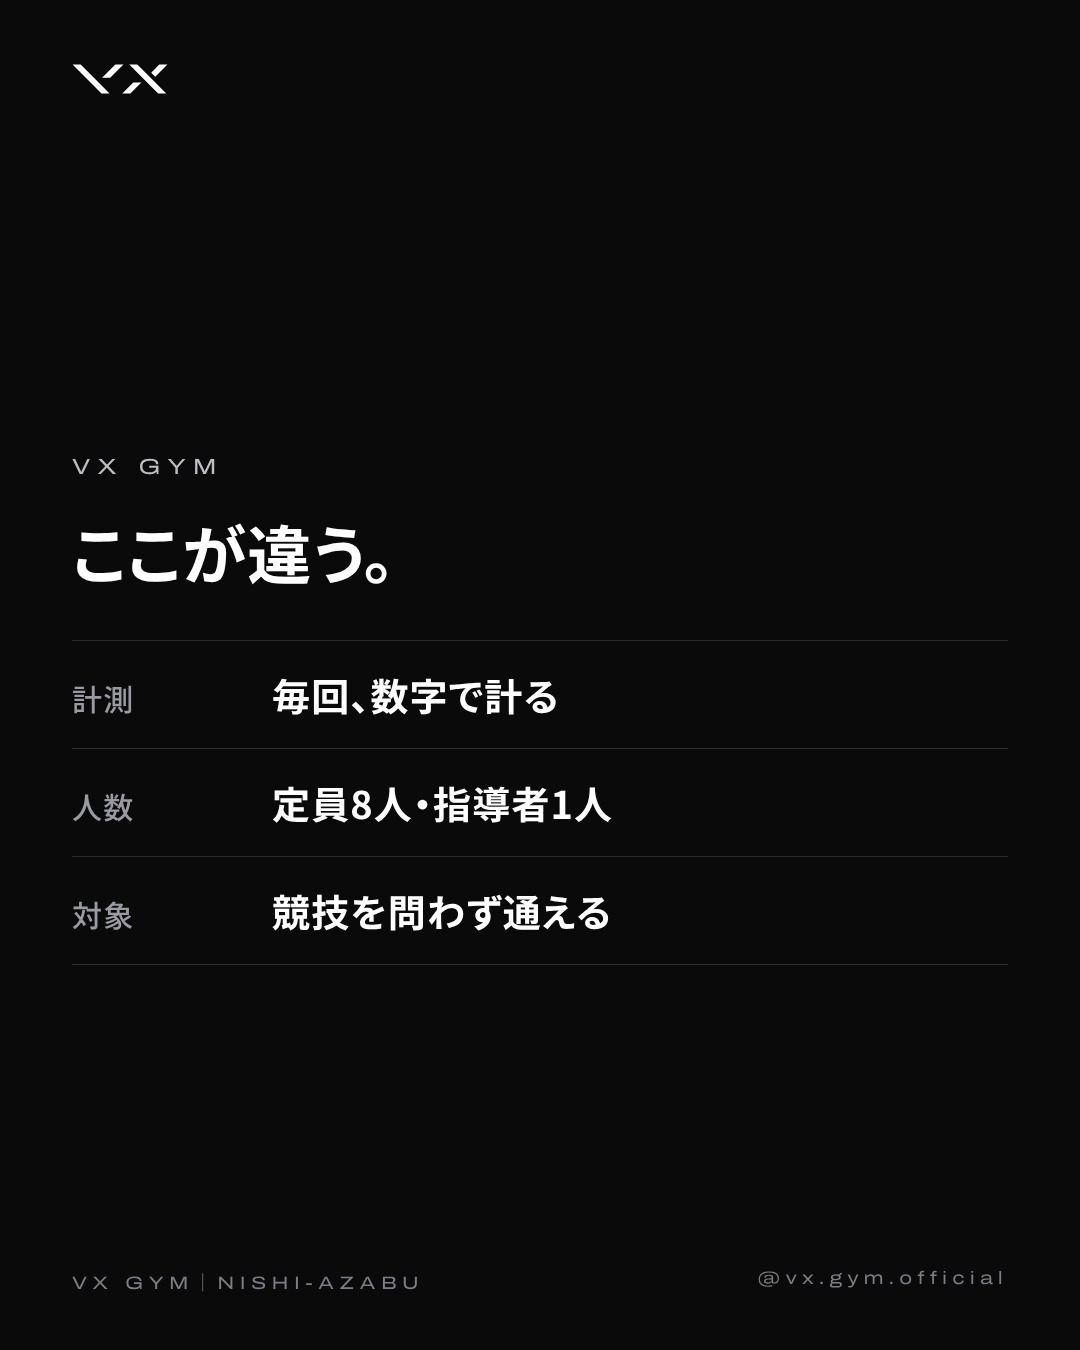 VX
VX GYM
ここが違う。
計測 毎回、数字で計る
人数 定員8人・指導者1人
対象 競技を問わず通える
VX GYM｜NISHI-AZABU
@vx.gym.official